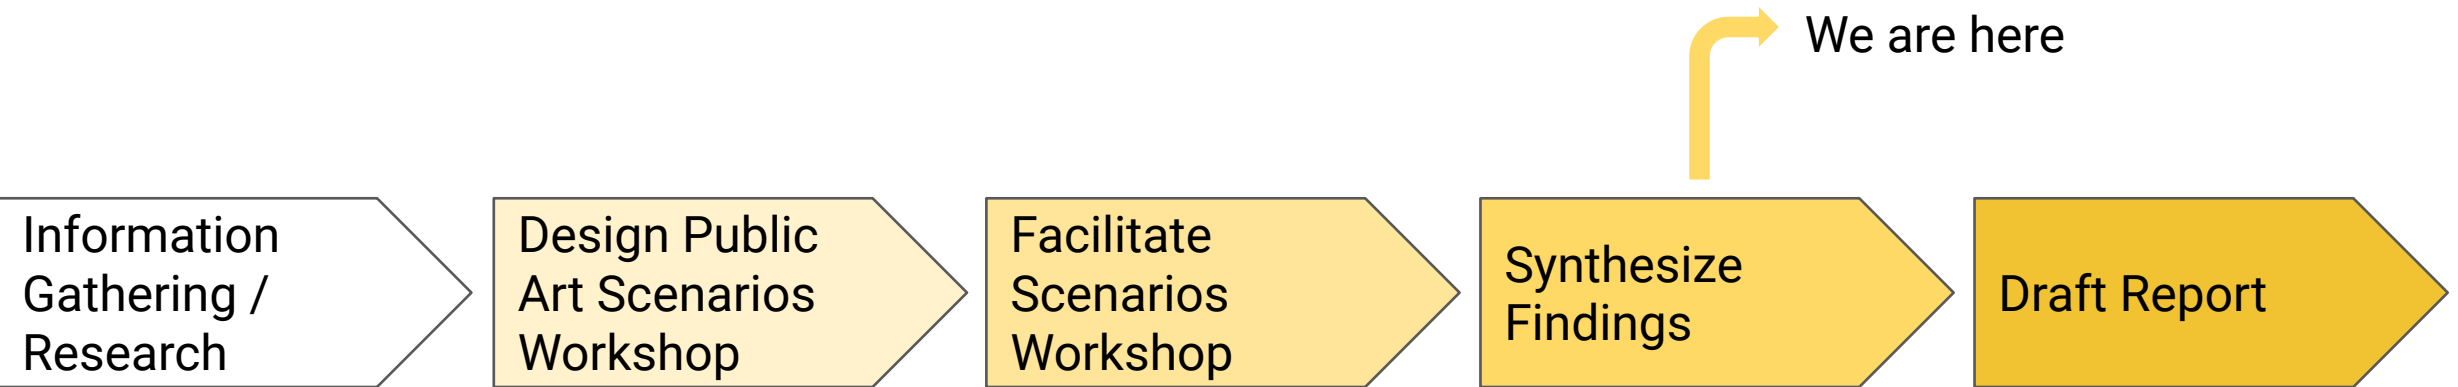 We are here
Information
Gathering /
Research
Design Public
Art Scenarios
Workshop
Facilitate
Scenarios
Workshop
Synthesize
Findings
Draft Report